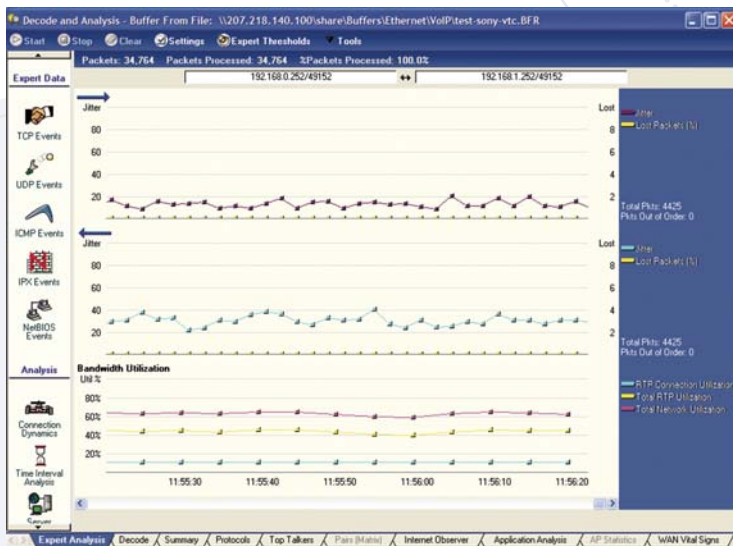 Decode and Analysis - Buffer From File: \\207.218.140.100\share\Buffers\Ethernet\VoIP\test-sony-vtc.BFR
Start Stop Clear Settings Expert Thresholds Tools
Packets: 34,764 Packets Processed: 34,764 %Packets Processed: 100.0%
192.168.0.252/49152 192.168.1.252/49152
Expert Data
TCP Events
UDP Events
ICMP Events
IPX Events
NetBIOS
Events
Analysis
Connection
Dynamics
Time Interval
Analysis
Server
Jitter Lost
80 8
60 6
40 4
20 2
Jitter
Lost Packets (%)
Total Pkts: 4425
Pkts Out of Order: 0
Jitter Lost
80 8
60 6
40 4
20 2
Jitter
Lost Packets (%)
Total Pkts: 4425
Pkts Out of Order: 0
Bandwidth Utilization
Util %
80%
60%
40%
20%
11:55:30 11:55:40 11:55:50 11:56:00 11:56:10 11:56:20
RTP Connection Utilization
Total RTP Utilization
Total Network Utilization
Expert Analysis Decode Summary Protocols Top Talkers Pairs (Matrix) Internet Observer Application Analysis AP Statistics WAN Vital Signs